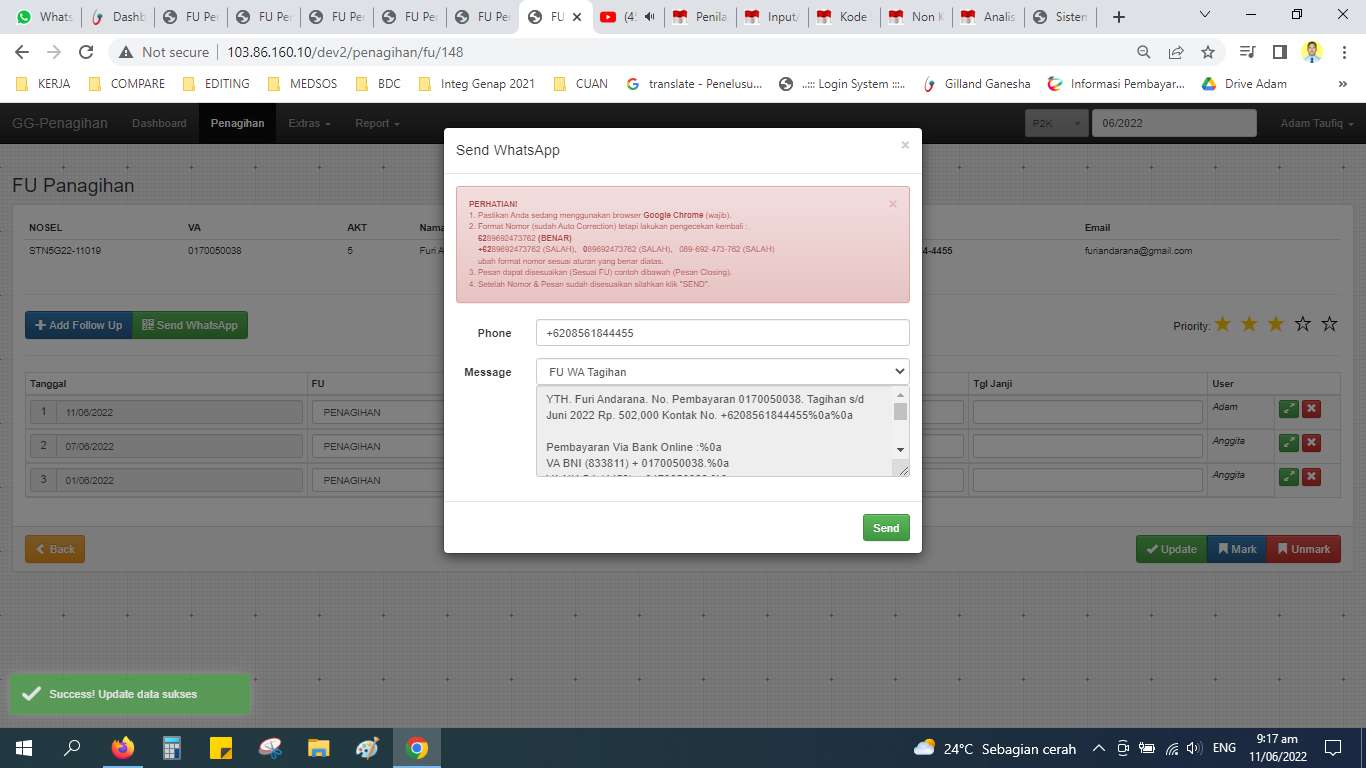 Whats
Dashb
FU Per
FU Per
FU Per
FU Per
FU Per
FU
(4
Penila
Input/
Kode
Non K
Analis
Sisten
Not secure
103.86.160.10/dev2/penagihan/fu/148
KERJA
COMPARE
EDITING
MEDSOS
BDC
Integ Genap 2021
CUAN
translate - Penelusu...
..::: Login System :::..
Gilland Ganesha
Informasi Pembayar...
Drive Adam
»
GG-Penagihan
Dashboard
Penagihan
Extras
Report
P2K
06/2022
Adam Taufiq
FU Panagihan
NOSEL VA AKT Nama Email
STN5G22-11019 0170050038 5 Furi A 4-4455 furiandarana@gmail.com
Add Follow Up
Send WhatsApp
Priority:
Tanggal FU Tgl Janji User
1 11/06/2022 PENAGIHAN Adam
2 07/06/2022 PENAGIHAN Anggita
3 01/06/2022 PENAGIHAN Anggita
Back
Update
Mark
Unmark
Send WhatsApp
×
PERHATIAN!
×
1. Pastikan Anda sedang menggunakan browser Google Chrome (wajib).
2. Format Nomor (sudah Auto Correction) tetapi lakukan pengecekan kembali :
6289692473762 (BENAR)
+6289692473762 (SALAH), 089692473762 (SALAH), 089-692-473-762 (SALAH)
ubah format nomor sesuai aturan yang benar diatas.
3. Pesan dapat disesuaikan (Sesuai FU) contoh dibawah (Pesan Closing).
4. Setelah Nomor & Pesan sudah disesuaikan silahkan klik "SEND".
Phone
+6208561844455
Message
FU WA Tagihan
YTH. Furi Andarana. No. Pembayaran 0170050038. Tagihan s/d
Juni 2022 Rp. 502,000 Kontak No. +6208561844455%0a%0a
Pembayaran Via Bank Online :%0a
VA BNI (833811) + 0170050038.%0a
Send
Success! Update data sukses
24°C Sebagian cerah
ENG
9:17 am
11/06/2022